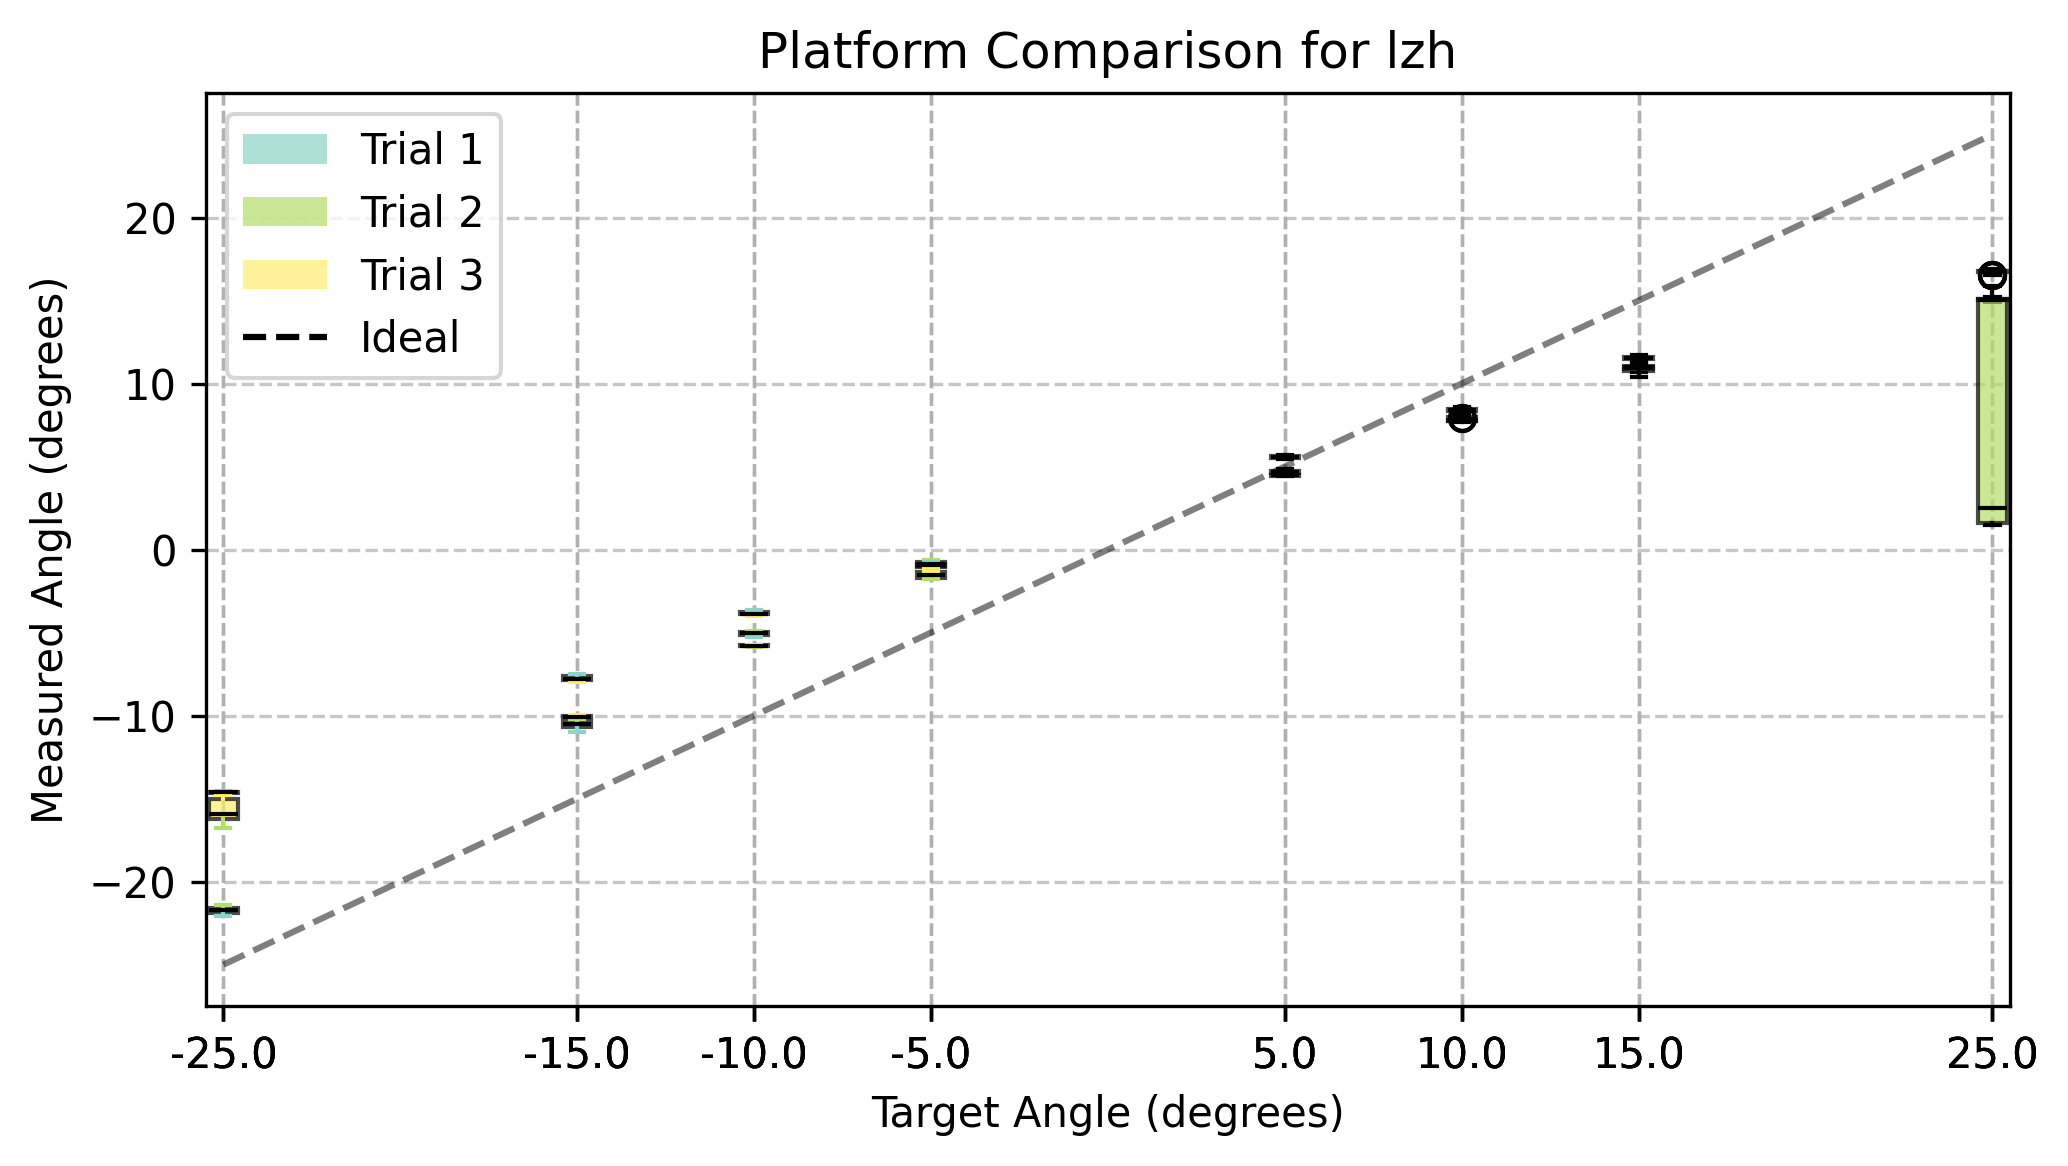 Platform Comparison for lzh
Trial 1
Trial 2
Trial 3
Ideal
Measured Angle (degrees)
20
10
0
−10
−20
-25.0
-15.0
-10.0
-5.0
5.0
10.0
15.0
25.0
Target Angle (degrees)